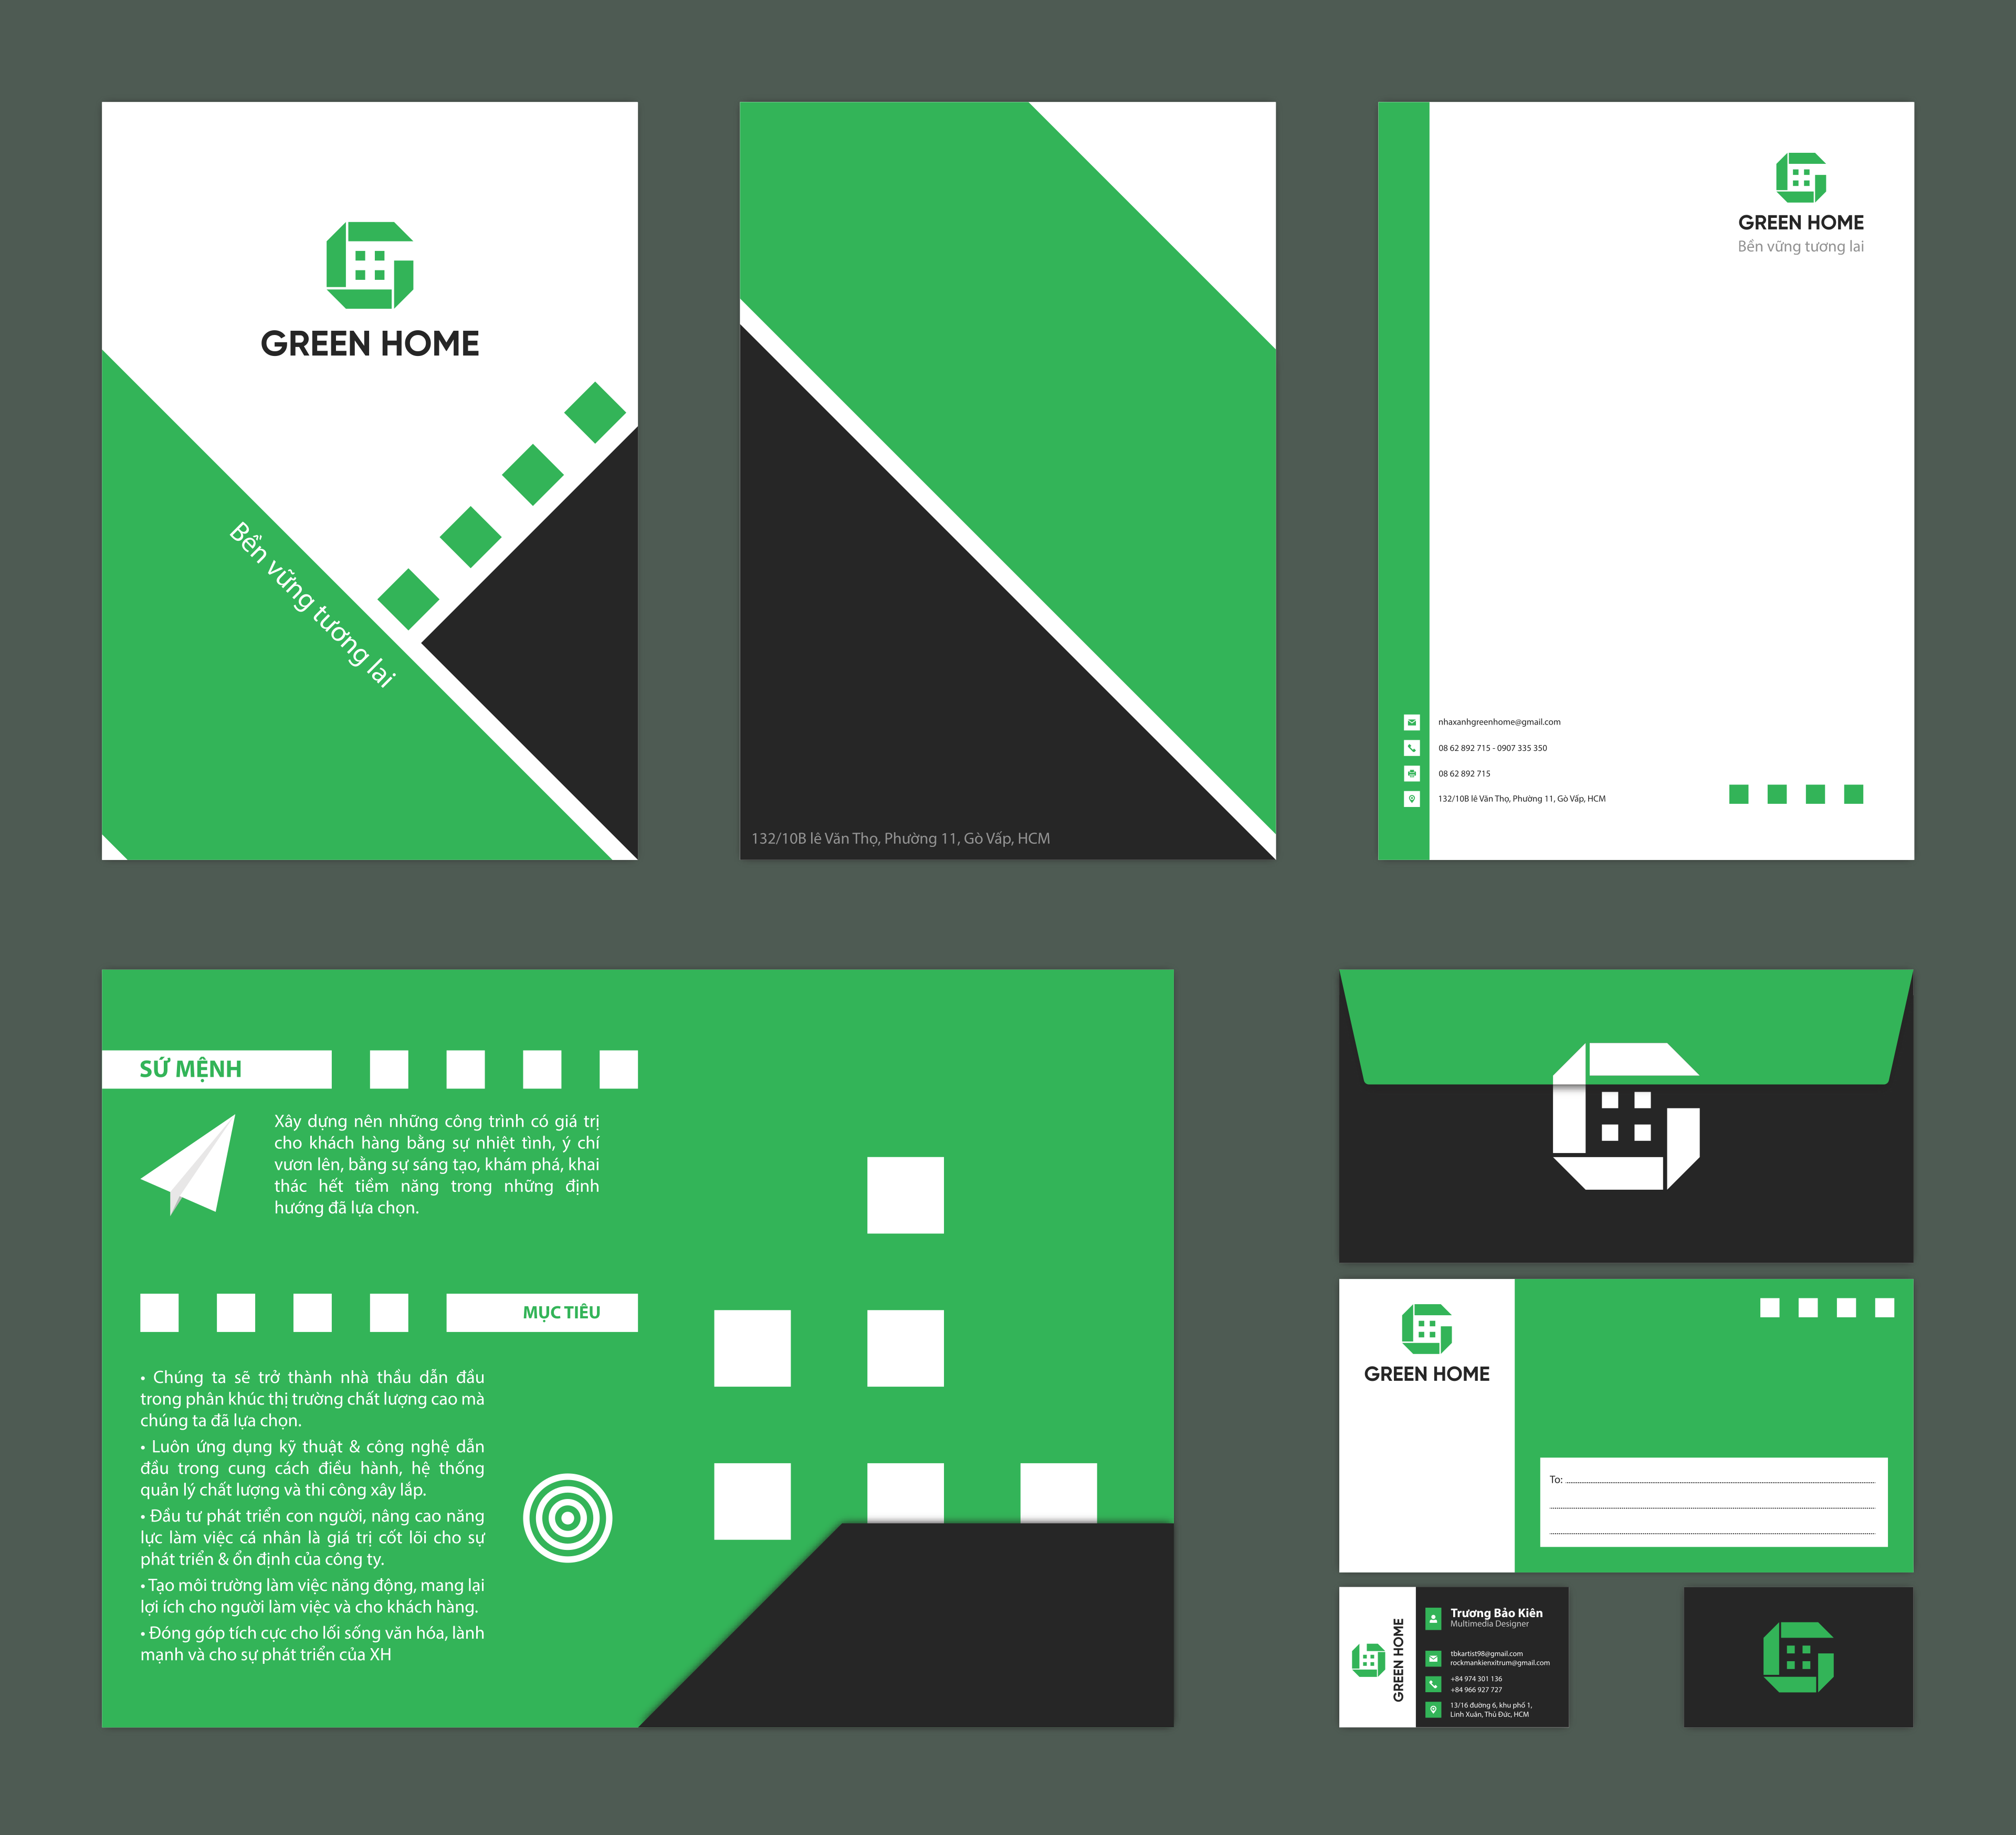 GREEN HOME
Bền vững tương lai
132/10B lê Văn Thọ, Phường 11, Gò Vấp, HCM
GREEN HOME
Bền vững tương lai
nhaxanhgreenhome@gmail.com
08 62 892 715 - 0907 335 350
08 62 892 715
132/10B lê Văn Thọ, Phường 11, Gò Vấp, HCM
SỨ MỆNH
Xây dựng nên những công trình có giá trị
cho khách hàng bằng sự nhiệt tình, ý chí
vươn lên, bằng sự sáng tạo, khám phá, khai
thác hết tiềm năng trong những định
hướng đã lựa chọn.
MỤC TIÊU
• Chúng ta sẽ trở thành nhà thầu dẫn đầu
trong phân khúc thị trường chất lượng cao mà
chúng ta đã lựa chọn.
• Luôn ứng dụng kỹ thuật & công nghệ dẫn
đầu trong cung cách điều hành, hệ thống
quản lý chất lượng và thi công xây lắp.
• Đầu tư phát triển con người, nâng cao năng
lực làm việc cá nhân là giá trị cốt lõi cho sự
phát triển & ổn định của công ty.
• Tạo môi trường làm việc năng động, mang lại
lợi ích cho người làm việc và cho khách hàng.
• Đóng góp tích cực cho lối sống văn hóa, lành
mạnh và cho sự phát triển của XH
GREEN HOME
To:
GREEN HOME
Trương Bảo Kiên
Multimedia Designer
tbkartist98@gmail.com
rockmankienxitrum@gmail.com
+84 974 301 136
+84 966 927 727
13/16 đường 6, khu phố 1,
Linh Xuân, Thủ Đức, HCM